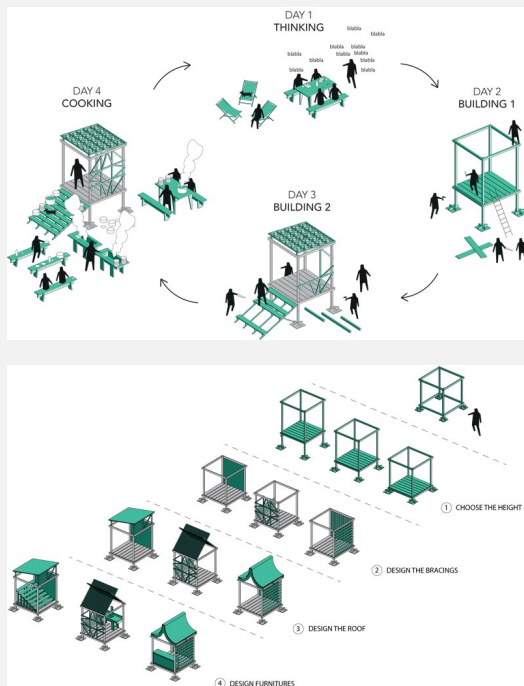 DAY 1
THINKING
blabla
blabla
blabla
blabla
blabla
blabla
blabla
blabla
blabla
blabla
blabla
DAY 4
COOKING
DAY 2
BUILDING 1
DAY 3
BUILDING 2
1 CHOOSE THE HEIGHT
2 DESIGN THE BRACINGS
3 DESIGN THE ROOF
4 DESIGN FURNITURES